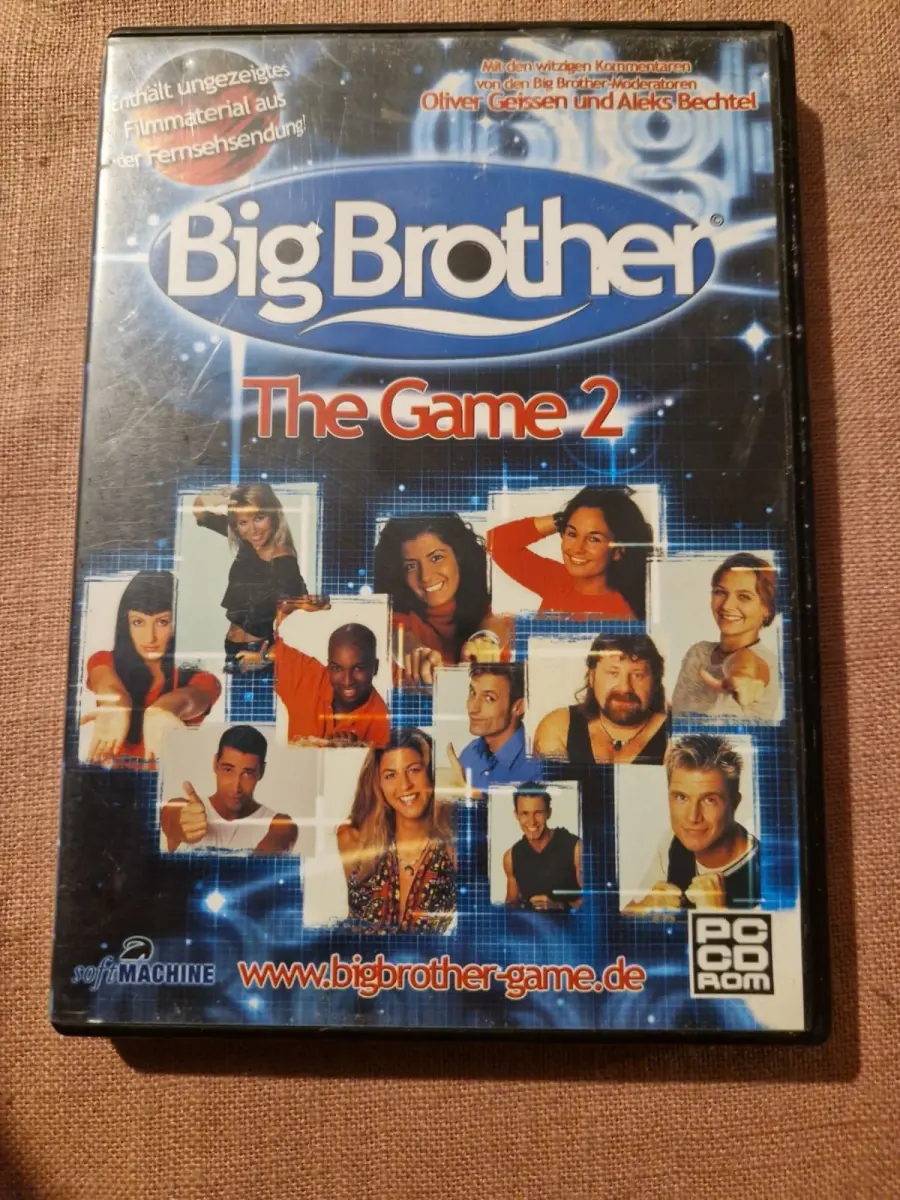 Enthält ungezeigtes
Filmmaterial aus
der Fernsehsendung!
Mit den witzigen Kommentaren
von den Big Brother-Moderatoren
Oliver Geissen und Aleks Bechtel
Big Brother ©
The Game 2
softMACHINE
www.bigbrother-game.de
PC
CD
ROM